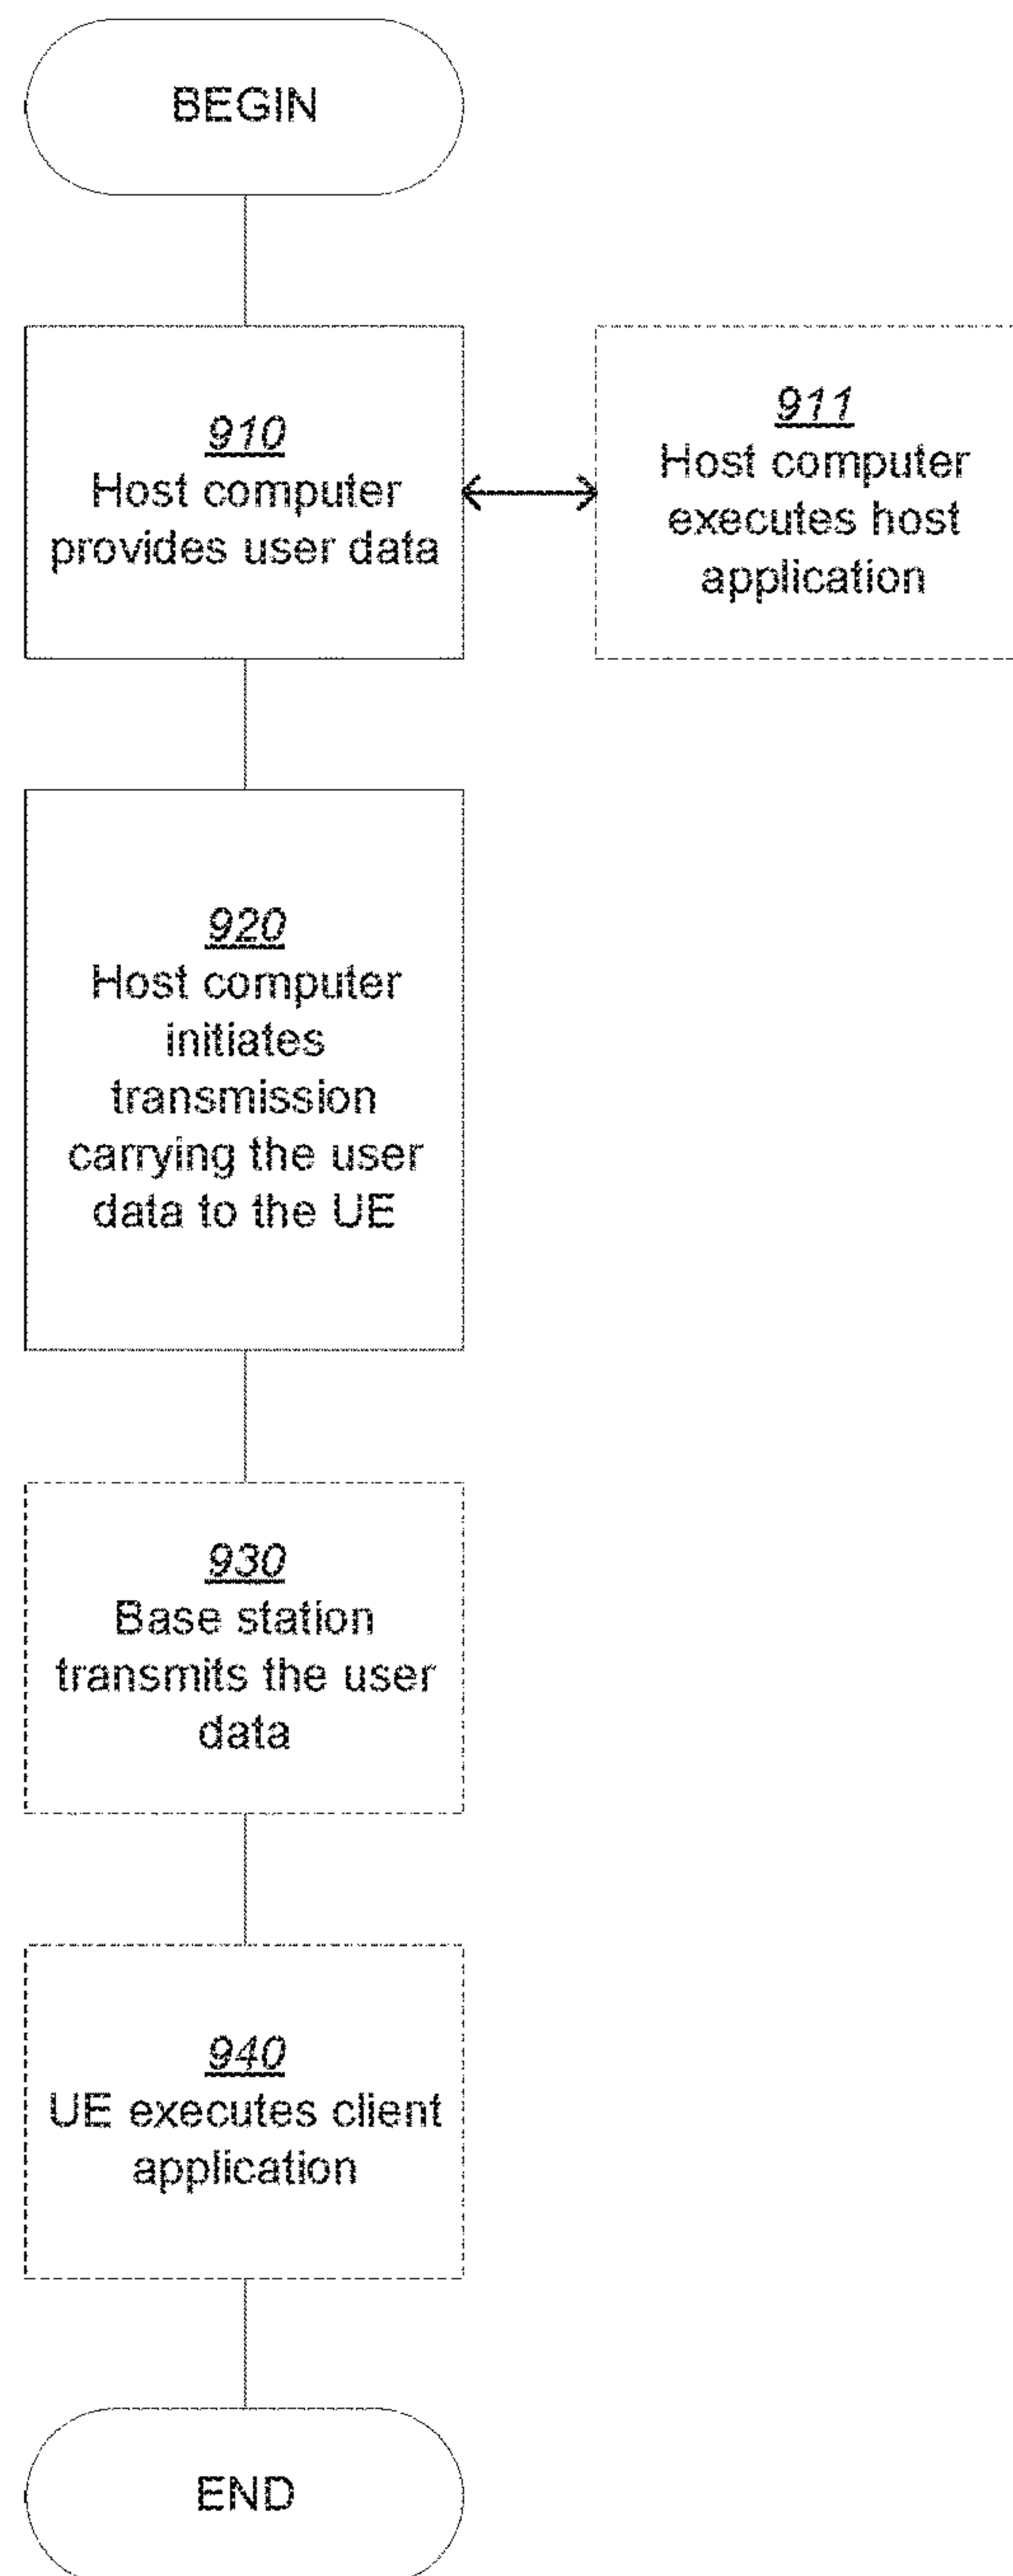 BEGIN
910
Host computer
provides user data
911
Host computer
executes host
application
920
Host computer
initiates
transmission
carrying the user
data to the UE
930
Base station
transmits the user
data
940
UE executes client
application
END